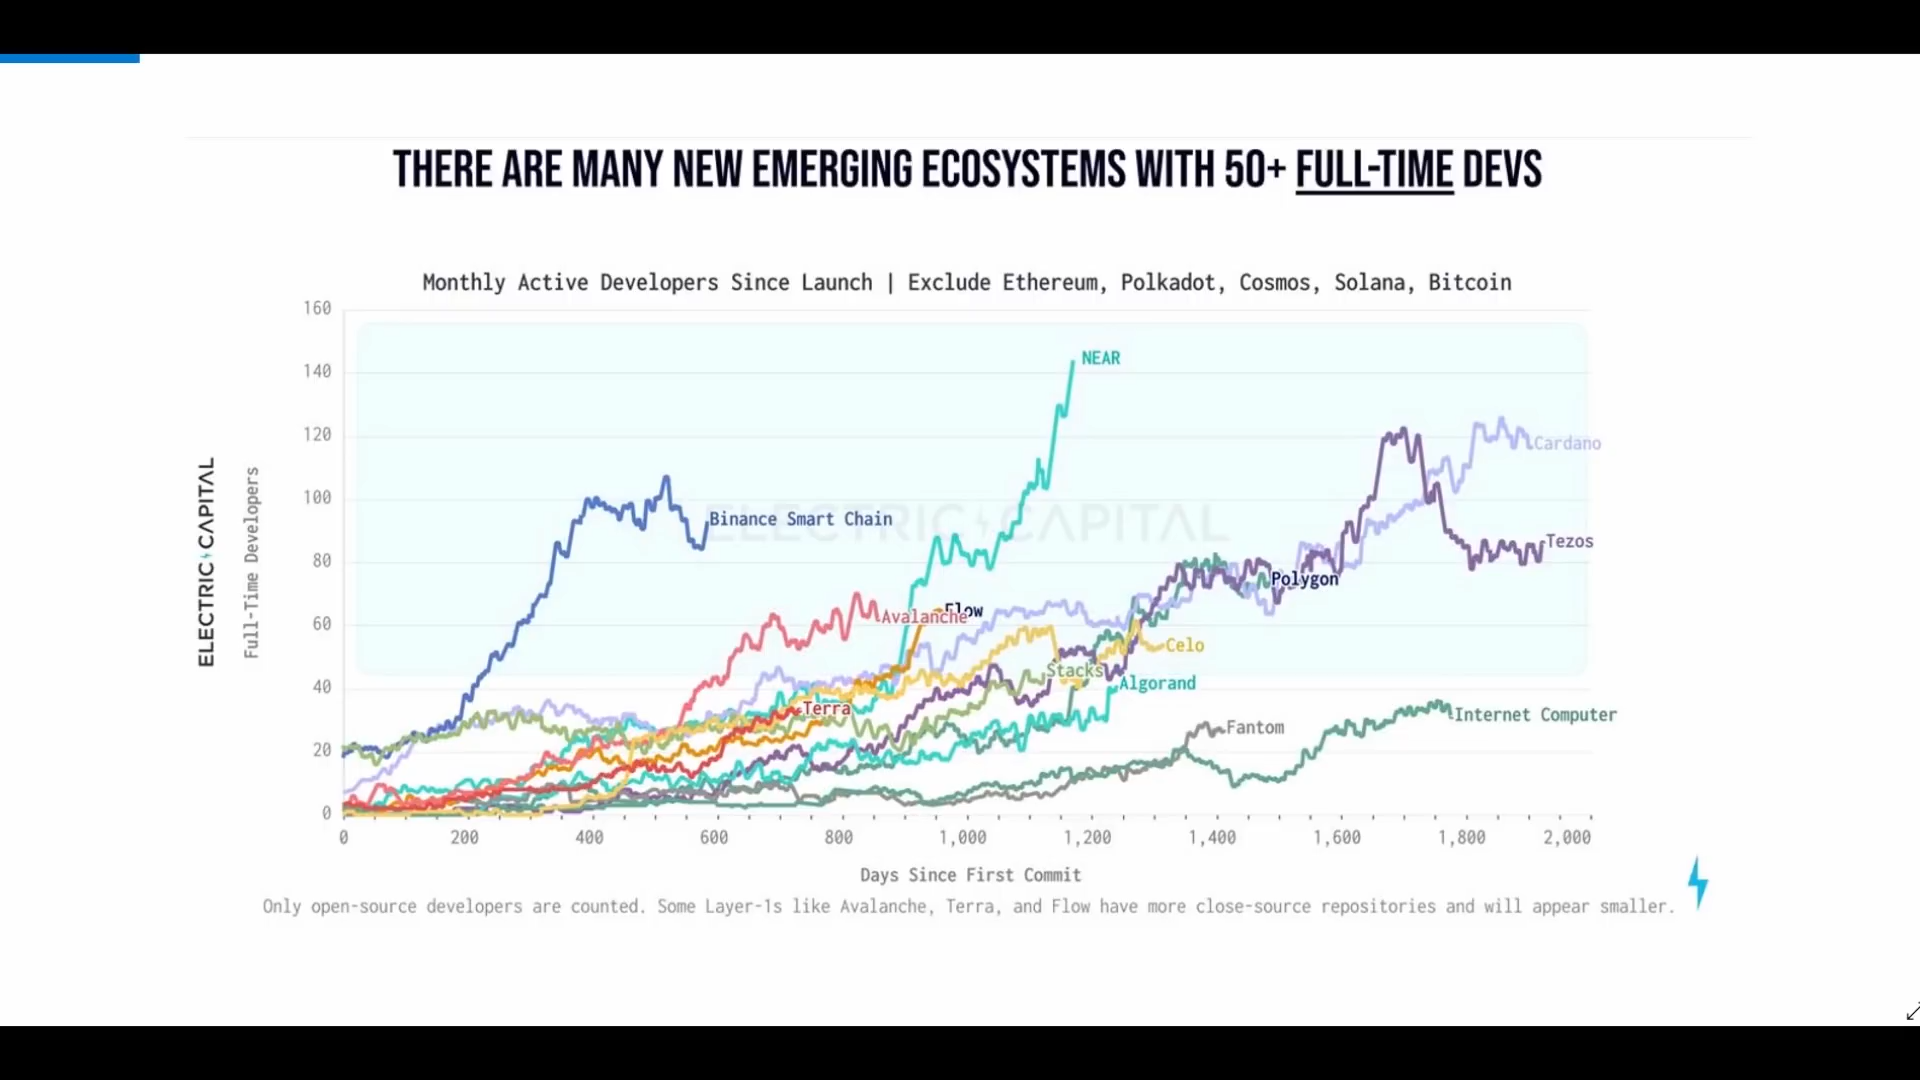 THERE ARE MANY NEW EMERGING ECOSYSTEMS WITH 50+ FULL-TIME DEVS
Monthly Active Developers Since Launch | Exclude Ethereum, Polkadot, Cosmos, Solana, Bitcoin
ELECTRIC CAPITAL
Full-Time Developers
160
140
120
100
80
60
40
20
0
NEAR
Cardano
Binance Smart Chain
ELECTRIC CAPITAL
Tezos
Polygon
Flow
Avalanche
Celo
Stacks
Algorand
Terra
Internet Computer
Fantom
0 200 400 600 800 1,000 1,200 1,400 1,600 1,800 2,000
Days Since First Commit
Only open-source developers are counted. Some Layer-1s like Avalanche, Terra, and Flow have more close-source repositories and will appear smaller.